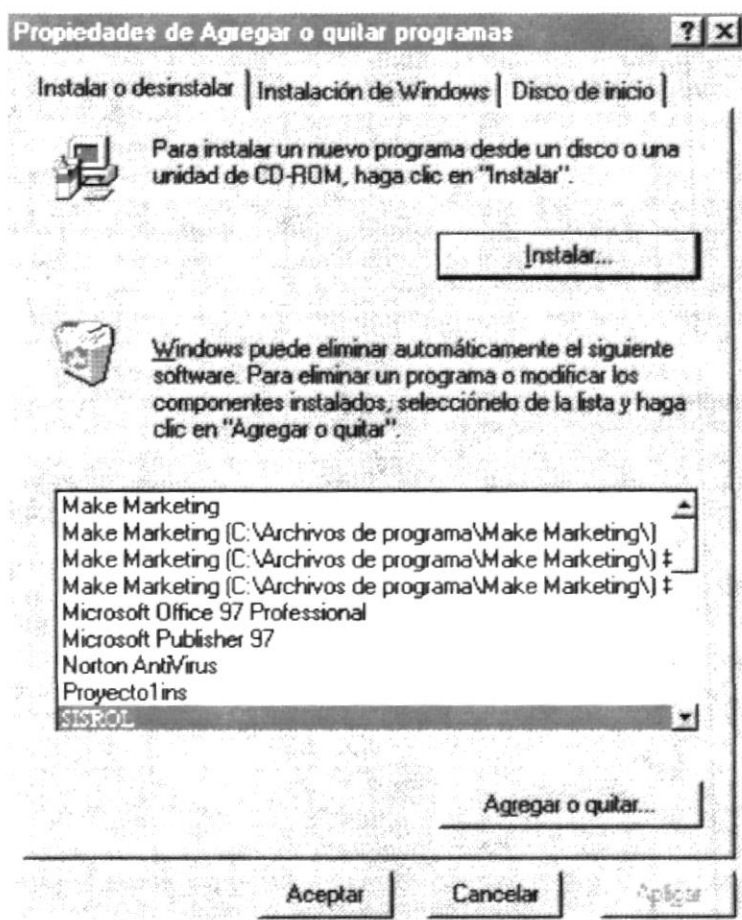 Propiedades de Agregar o quitar programas
Instalar o desinstalar Instalación de Windows Disco de inicio
Para instalar un nuevo programa desde un disco o una
unidad de CD-ROM, haga clic en "Instalar".
Instalar...
Windows puede eliminar automáticamente el siguiente
software. Para eliminar un programa o modificar los
componentes instalados, selecciónelo de la lista y haga
clic en "Agregar o quitar".
Make Marketing
Make Marketing (C:\Archivos de programa\Make Marketing\)
Make Marketing (C:\Archivos de programa\Make Marketing\) ‡
Make Marketing (C:\Archivos de programa\Make Marketing\) ‡
Microsoft Office 97 Professional
Microsoft Publisher 97
Norton AntiVirus
Proyecto1ins
SISROL
Agregar o quitar...
Aceptar Cancelar Aplicar